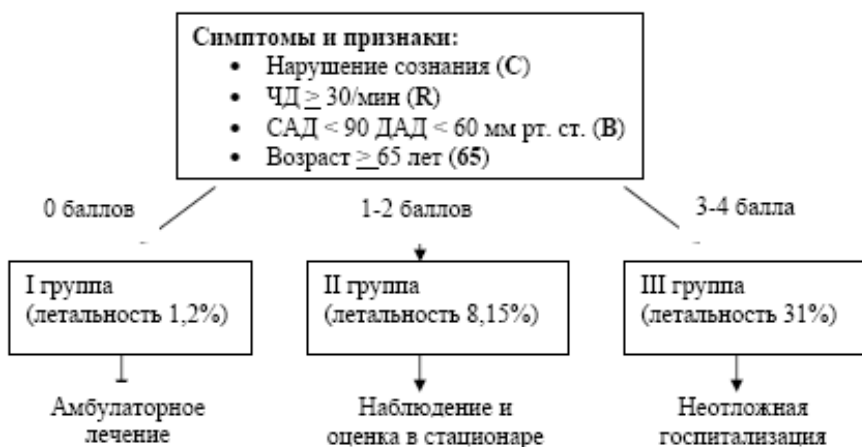 Симптомы и признаки:
• Нарушение сознания (С)
• ЧД ≥ 30/мин (R)
• САД < 90 ДАД < 60 мм рт. ст. (B)
• Возраст ≥ 65 лет (65)
0 баллов
1-2 баллов
3-4 балла
I группа
(летальность 1,2%)
II группа
(летальность 8,15%)
III группа
(летальность 31%)
Амбулаторное
лечение
Наблюдение и
оценка в стационаре
Неотложная
госпитализация